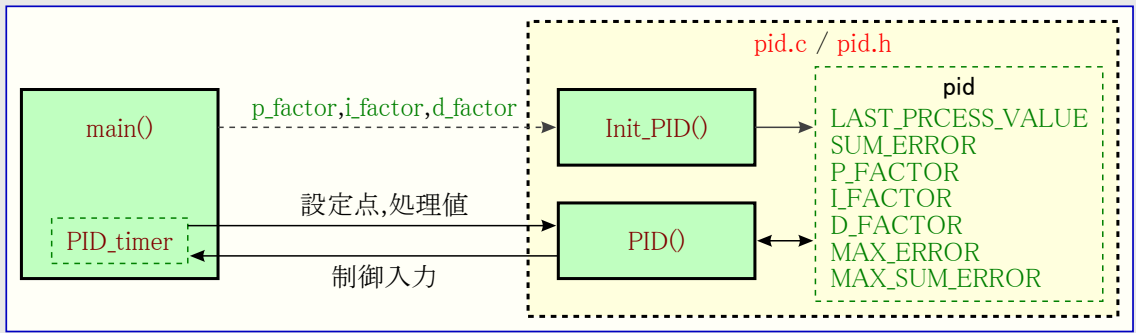 pid.c / pid.h
main()
p_factor,i_factor,d_factor
Init_PID()
pid
LAST_PRCESS_VALUE
SUM_ERROR
P_FACTOR
I_FACTOR
D_FACTOR
MAX_ERROR
MAX_SUM_ERROR
設定点,処理値
PID_timer
PID()
制御入力